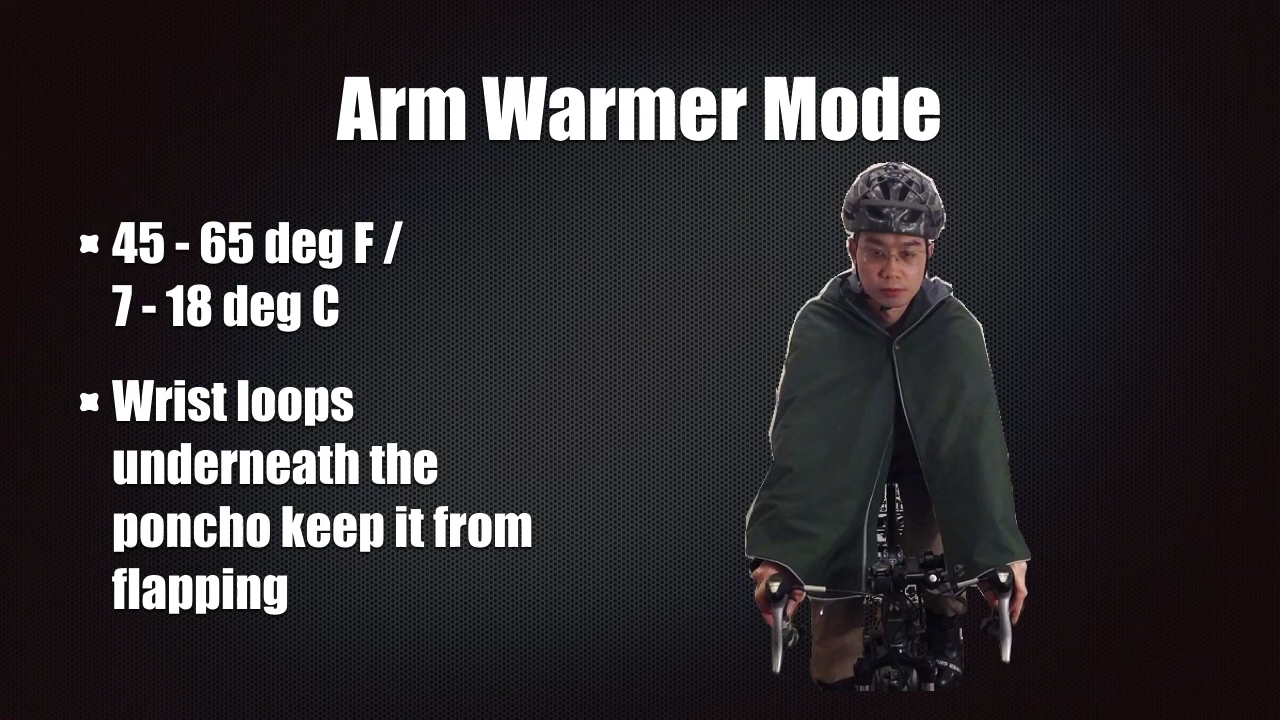 Arm Warmer Mode
45 - 65 deg F /
7 - 18 deg C
Wrist loops
underneath the
poncho keep it from
flapping